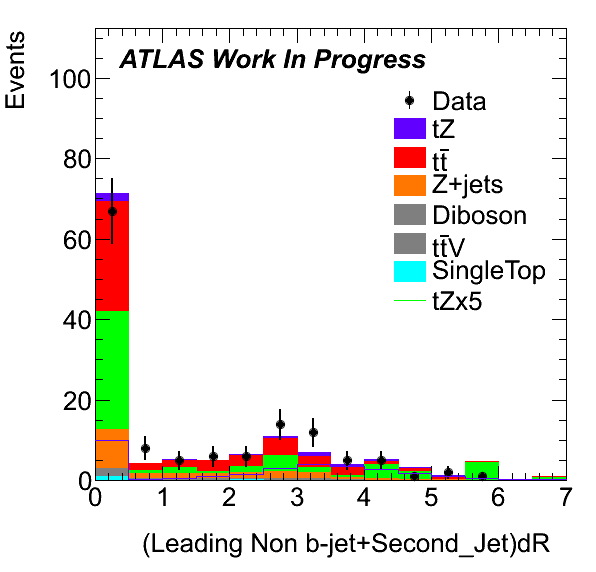 Events
ATLAS Work In Progress
Data
tZ
tt̄
Z+jets
Diboson
tt̄V
SingleTop
tZx5
100
80
60
40
20
0
0 1 2 3 4 5 6 7
(Leading Non b-jet+Second_Jet)dR